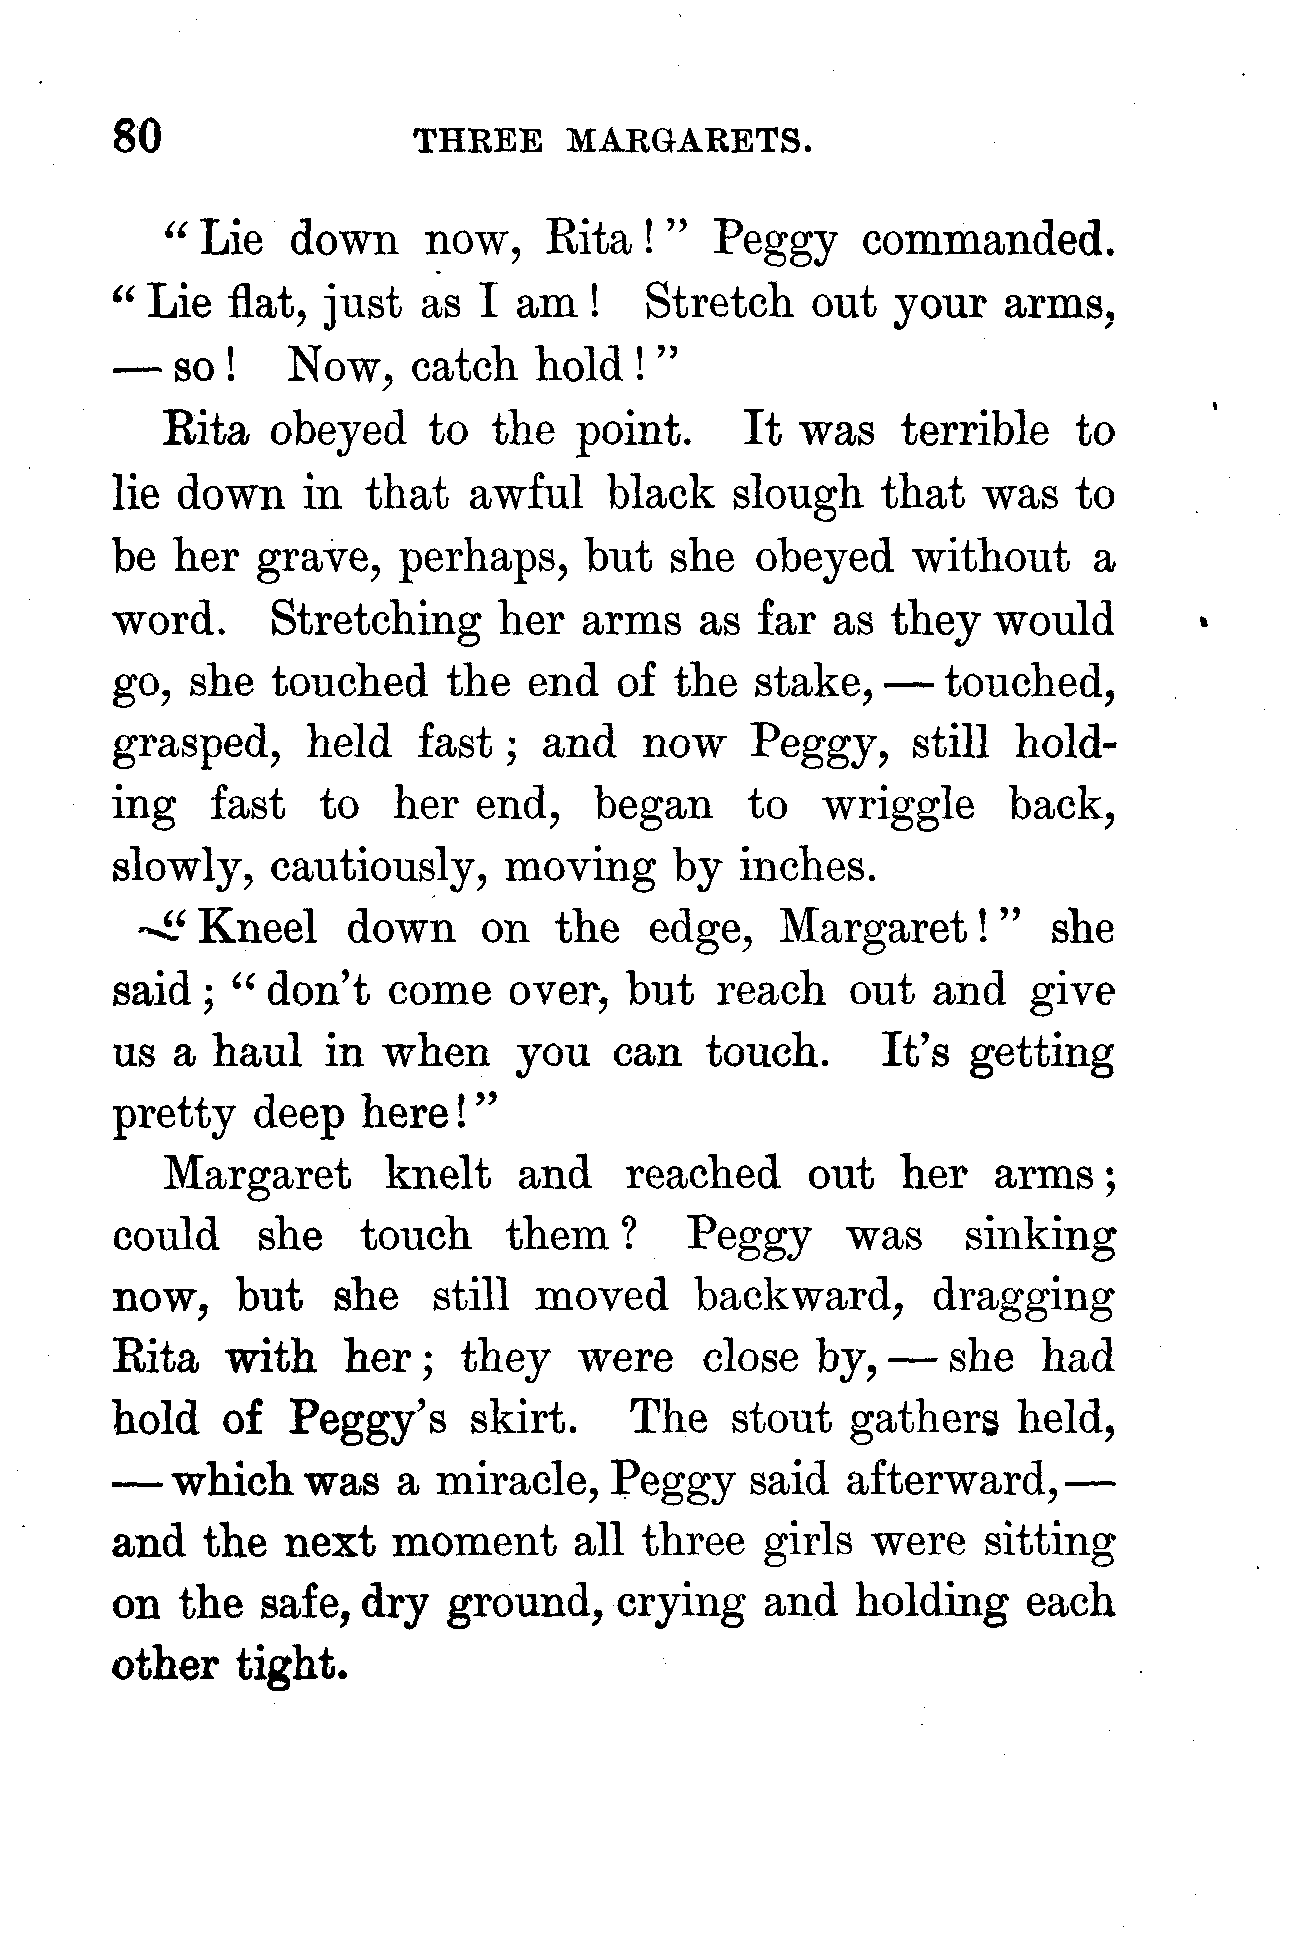 80 THREE MARGARETS.
“ Lie down now, Rita ! ” Peggy commanded.
“ Lie flat, just as I am ! Stretch out your arms,
— so ! Now, catch hold ! ”
Rita obeyed to the point. It was terrible to
lie down in that awful black slough that was to
be her grave, perhaps, but she obeyed without a
word. Stretching her arms as far as they would
go, she touched the end of the stake, — touched,
grasped, held fast ; and now Peggy, still hold-
ing fast to her end, began to wriggle back,
slowly, cautiously, moving by inches.
“ Kneel down on the edge, Margaret ! ” she
said ; “ don’t come over, but reach out and give
us a haul in when you can touch. It’s getting
pretty deep here ! ”
Margaret knelt and reached out her arms ;
could she touch them ? Peggy was sinking
now, but she still moved backward, dragging
Rita with her ; they were close by, — she had
hold of Peggy’s skirt. The stout gathers held,
— which was a miracle, Peggy said afterward, —
and the next moment all three girls were sitting
on the safe, dry ground, crying and holding each
other tight.